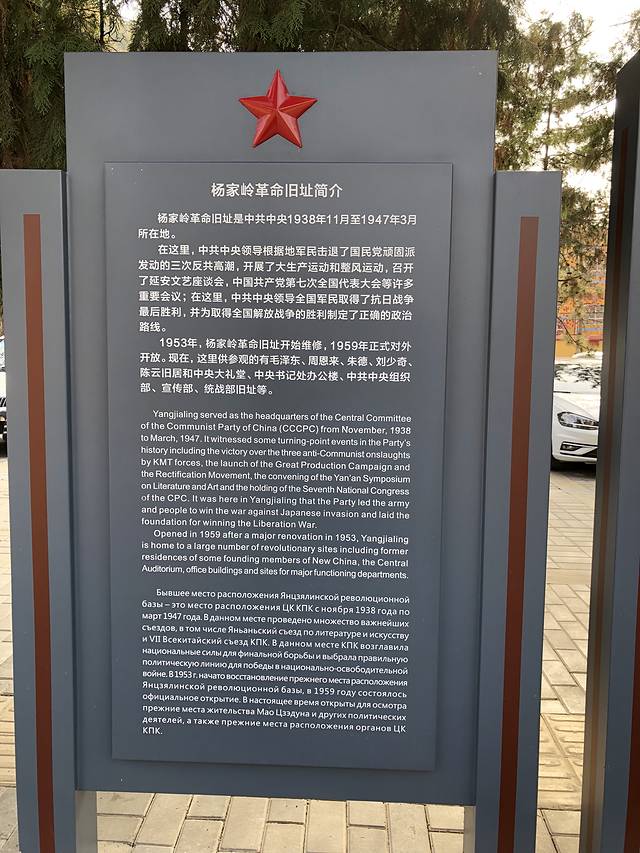 杨家岭革命旧址简介
杨家岭革命旧址是中共中央1938年11月至1947年3月
所在地。
在这里,中共中央领导根据地军民击退了国民党顽固派
发动的三次反共高潮,开展了大生产运动和整风运动,召开
了延安文艺座谈会,中国共产党第七次全国代表大会等许多
重要会议;在这里,中共中央领导全国军民取得了抗日战争
最后胜利,并为取得全国解放战争的胜利制定了正确的政治
路线。
1953年,杨家岭革命旧址开始维修,1959年正式对外
开放。现在,这里供参观的有毛泽东、周恩来、朱德、刘少奇、
陈云旧居和中央大礼堂、中央书记处办公楼、中共中央组织
部、宣传部、统战部旧址等。
Yangjialing served as the headquarters of the Central Committee
of the Communist Party of China (CCCPC) from November, 1938
to March, 1947. It witnessed some turning-point events in the Party's
history including the victory over the three anti-Communist onslaughts
by KMT forces, the launch of the Great Production Campaign and
the Rectification Movement, the convening of the Yan'an Symposium
on Literature and Art and the holding of the Seventh National Congress
of the CPC. It was here in Yangjialing that the Party led the army
and people to win the war against Japanese invasion and laid the
foundation for winning the Liberation War.
Opened in 1959 after a major renovation in 1953, Yangjialing
is home to a large number of revolutionary sites including former
residences of some founding members of New China, the Central
Auditorium, office buildings and sites for major functioning departments.
Бывшее место расположения Янцзялинской революционной
базы – это место расположения ЦК КПК с ноября 1938 года по
март 1947 года. В данном месте проведено множество важнейших
съездов, в том числе Яньаньский съезд по литературе и искусству
и VII Всекитайский съезд КПК. В данном месте КПК возглавила
национальные силы для финальной борьбы и выбрала правильную
политическую линию для победы в национально-освободительной
войне. В 1953 г. начато восстановление прежнего места расположения
Янцзялинской революционной базы, в 1959 году состоялось
официальное открытие. В настоящее время открыты для осмотра
прежние места жительства Мао Цзэдуна и других политических
деятелей, а также прежние места расположения органов ЦК
КПК.